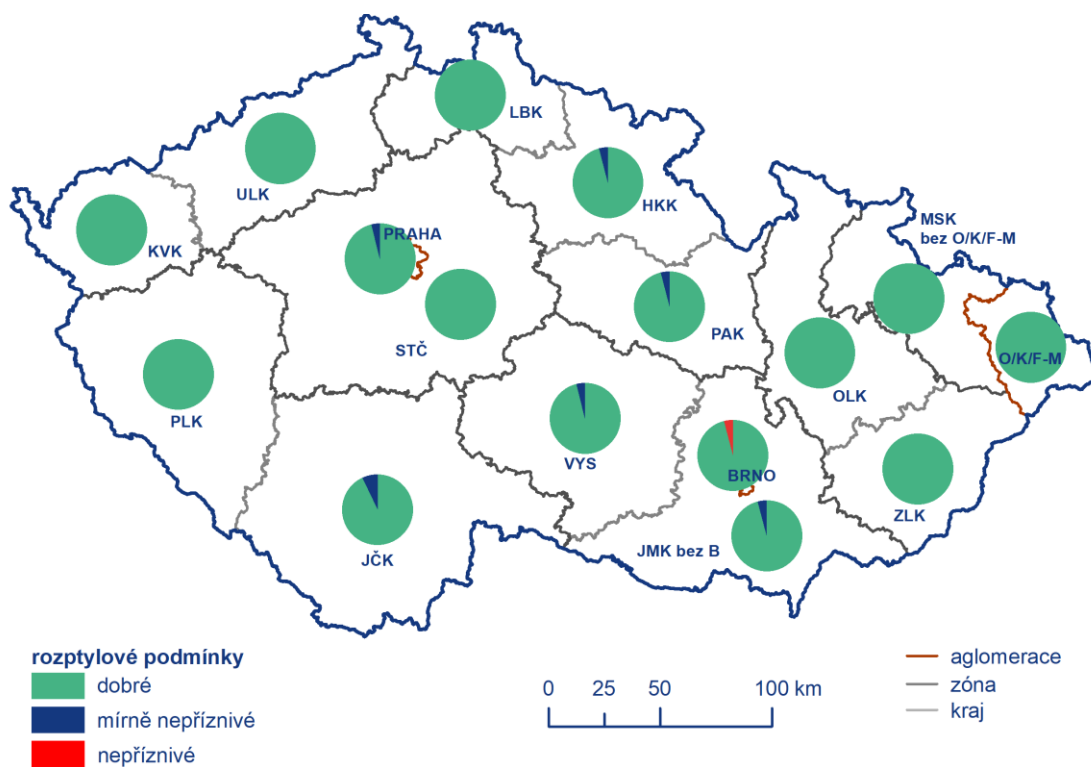 LBK
ULK
HKK
MSK
bez O/K/F-M
KVK
PRAHA
STČ
PAK
O/K/F-M
OLK
PLK
VYS
BRNO
ZLK
JČK
JMK bez B
rozptylové podmínky
dobré
mírně nepříznivé
nepříznivé
0 25 50 100 km
aglomerace
zóna
kraj